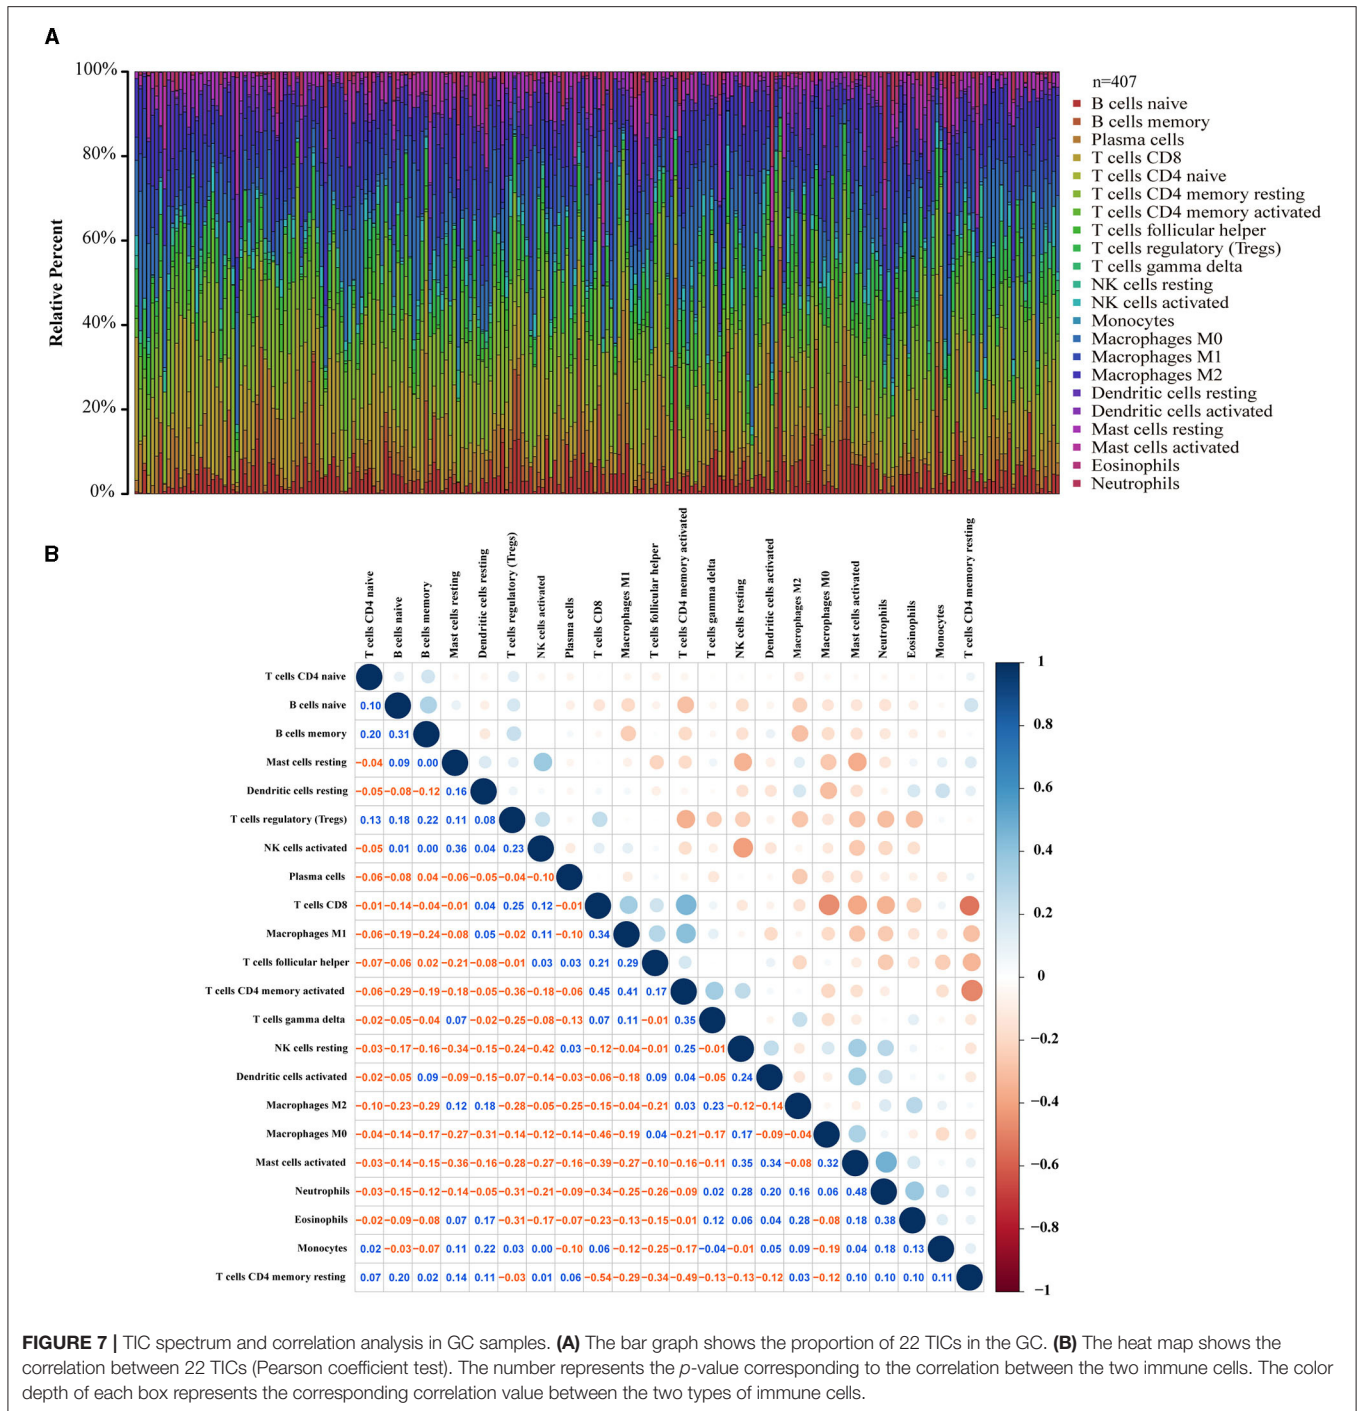 A
100%
80%
60%
40%
20%
0%
Relative Percent
n=407
B cells naive
B cells memory
Plasma cells
T cells CD8
T cells CD4 naive
T cells CD4 memory resting
T cells CD4 memory activated
T cells follicular helper
T cells regulatory (Tregs)
T cells gamma delta
NK cells resting
NK cells activated
Monocytes
Macrophages M0
Macrophages M1
Macrophages M2
Dendritic cells resting
Dendritic cells activated
Mast cells resting
Mast cells activated
Eosinophils
Neutrophils
B
T cells CD4 naive
B cells naive
B cells memory
Mast cells resting
Dendritic cells resting
T cells regulatory (Tregs)
NK cells activated
Plasma cells
T cells CD8
Macrophages M1
T cells follicular helper
T cells CD4 memory activated
T cells gamma delta
NK cells resting
Dendritic cells activated
Macrophages M2
Macrophages M0
Mast cells activated
Neutrophils
Eosinophils
Monocytes
T cells CD4 memory resting
T cells CD4 naive
B cells naive 0.10
B cells memory 0.20 0.31
Mast cells resting −0.04 0.09 0.00
Dendritic cells resting −0.05 −0.08 −0.12 0.16
T cells regulatory (Tregs) 0.13 0.18 0.22 0.11 0.08
NK cells activated −0.05 0.01 0.00 0.36 0.04 0.23
Plasma cells −0.06 −0.08 0.04 −0.06 −0.05 −0.04 −0.10
T cells CD8 −0.01 −0.14 −0.04 −0.01 0.04 0.25 0.12 −0.01
Macrophages M1 −0.06 −0.19 −0.24 −0.08 0.05 −0.02 0.11 −0.10 0.34
T cells follicular helper −0.07 −0.06 0.02 −0.21 −0.08 −0.01 0.03 0.03 0.21 0.29
T cells CD4 memory activated −0.06 −0.29 −0.19 −0.18 −0.05 −0.36 −0.18 −0.06 0.45 0.41 0.17
T cells gamma delta −0.02 −0.05 −0.04 0.07 −0.02 −0.25 −0.08 −0.13 0.07 0.11 −0.01 0.35
NK cells resting −0.03 −0.17 −0.16 −0.34 −0.15 −0.24 −0.42 0.03 −0.12 −0.04 −0.01 0.25 −0.01
Dendritic cells activated −0.02 −0.05 0.09 −0.09 −0.15 −0.07 −0.14 −0.03 −0.06 −0.18 0.09 0.04 −0.05 0.24
Macrophages M2 −0.10 −0.23 −0.29 0.12 0.18 −0.28 −0.05 −0.25 −0.15 −0.04 −0.21 0.03 0.23 −0.12 −0.14
Macrophages M0 −0.04 −0.14 −0.17 −0.27 −0.31 −0.14 −0.12 −0.14 −0.46 −0.19 0.04 −0.21 −0.17 0.17 −0.09 −0.04
Mast cells activated −0.03 −0.14 −0.15 −0.36 −0.16 −0.28 −0.27 −0.16 −0.39 −0.27 −0.10 −0.16 −0.11 0.35 0.34 −0.08 0.32
Neutrophils −0.03 −0.15 −0.12 −0.14 −0.05 −0.31 −0.21 −0.09 −0.34 −0.25 −0.26 −0.09 0.02 0.28 0.20 0.16 0.06 0.48
Eosinophils −0.02 −0.09 −0.08 0.07 0.17 −0.31 −0.17 −0.07 −0.23 −0.13 −0.15 −0.01 0.12 0.06 0.04 0.28 −0.08 0.18 0.38
Monocytes 0.02 −0.03 −0.07 0.11 0.22 0.03 0.00 −0.10 0.06 −0.12 −0.25 −0.17 −0.04 −0.01 0.05 0.09 −0.19 0.04 0.18 0.13
T cells CD4 memory resting 0.07 0.20 0.02 0.14 0.11 −0.03 0.01 0.06 −0.54 −0.29 −0.34 −0.49 −0.13 −0.13 −0.12 0.03 −0.12 0.10 0.10 0.10 0.11
1
0.8
0.6
0.4
0.2
0
−0.2
−0.4
−0.6
−0.8
−1
FIGURE 7 | TIC spectrum and correlation analysis in GC samples. (A) The bar graph shows the proportion of 22 TICs in the GC. (B) The heat map shows the
correlation between 22 TICs (Pearson coefficient test). The number represents the p-value corresponding to the correlation between the two immune cells. The color
depth of each box represents the corresponding correlation value between the two types of immune cells.